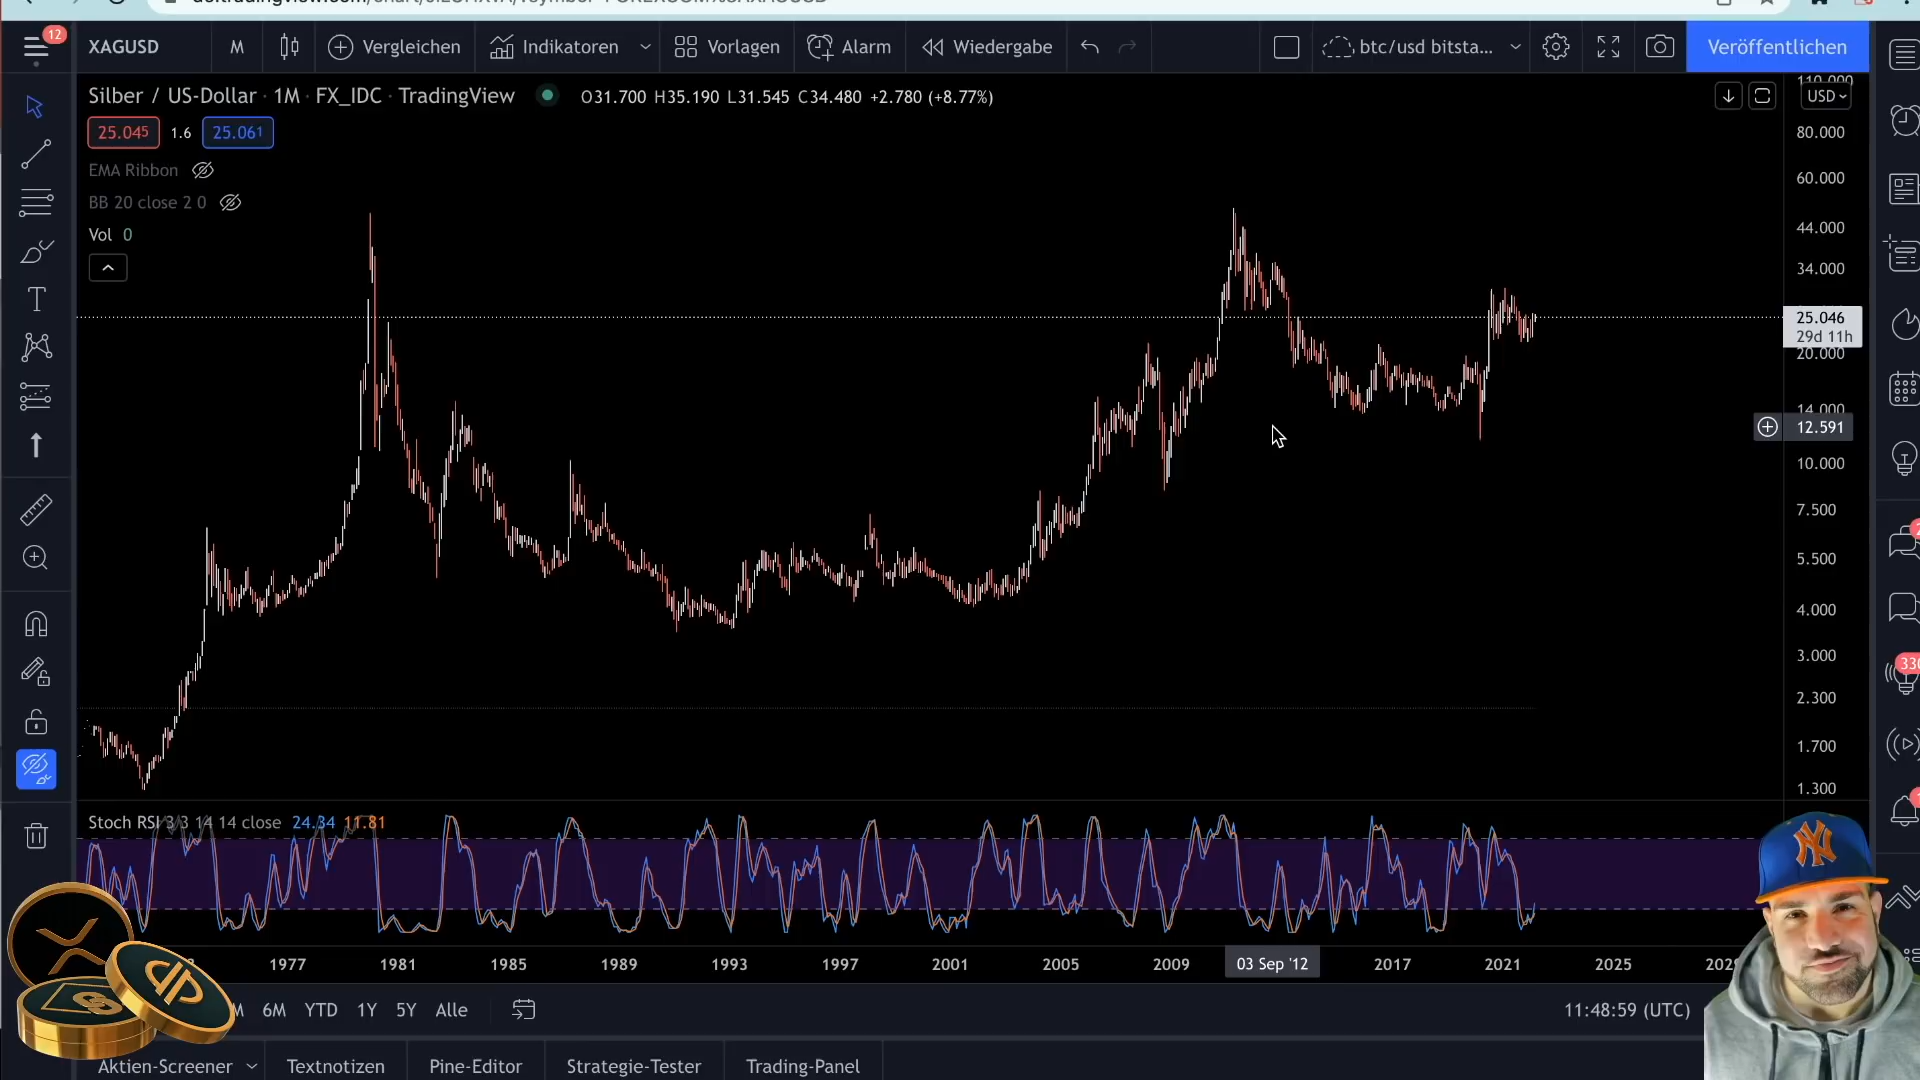 12
XAGUSD
M
Vergleichen
Indikatoren
Vorlagen
Alarm
Wiedergabe
btc/usd bitsta...
Veröffentlichen
Silber / US-Dollar · 1M · FX_IDC · TradingView
O31.700 H35.190 L31.545 C34.480 +2.780 (+8.77%)
USD
25.045 1.6 25.061
EMA Ribbon
BB 20 close 2 0
Vol 0
110.000
80.000
60.000
44.000
34.000
25.046
29d 11h
20.000
14.000
12.591
10.000
7.500
5.500
4.000
3.000
2.300
1.700
1.300
Stoch RSI 3 3 14 14 close 24.34 11.81
1977 1981 1985 1989 1993 1997 2001 2005 2009 03 Sep '12 2017 2021 2025
6M YTD 1Y 5Y Alle
11:48:59 (UTC)
Aktien-Screener
Textnotizen
Pine-Editor
Strategie-Tester
Trading-Panel
NY